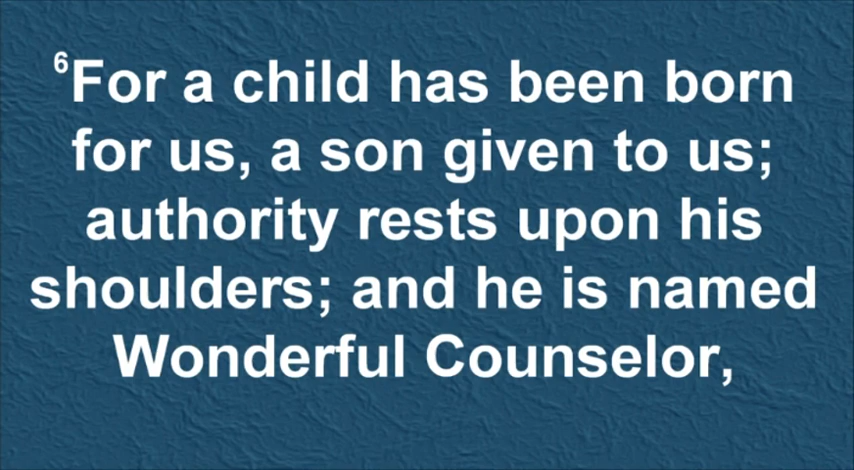 ⁶For a child has been born
for us, a son given to us;
authority rests upon his
shoulders; and he is named
Wonderful Counselor,